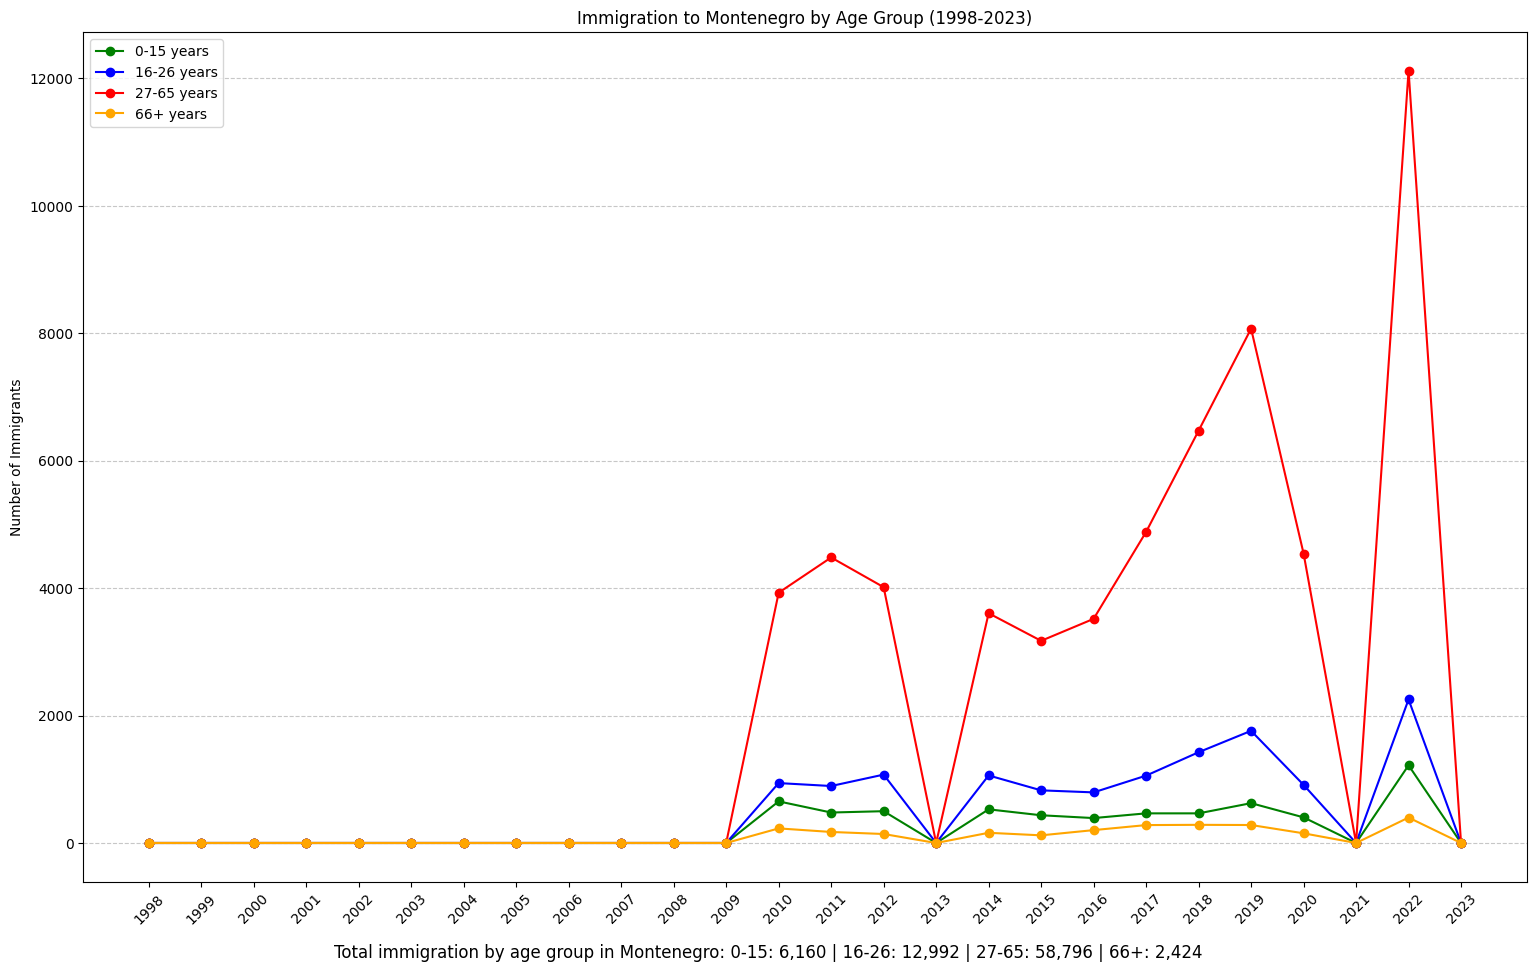 Immigration to Montenegro by Age Group (1998-2023)
0-15 years
16-26 years
27-65 years
66+ years
Number of Immigrants
12000
10000
8000
6000
4000
2000
0
1998 1999 2000 2001 2002 2003 2004 2005 2006 2007 2008 2009 2010 2011 2012 2013 2014 2015 2016 2017 2018 2019 2020 2021 2022 2023
Total immigration by age group in Montenegro: 0-15: 6,160 | 16-26: 12,992 | 27-65: 58,796 | 66+: 2,424